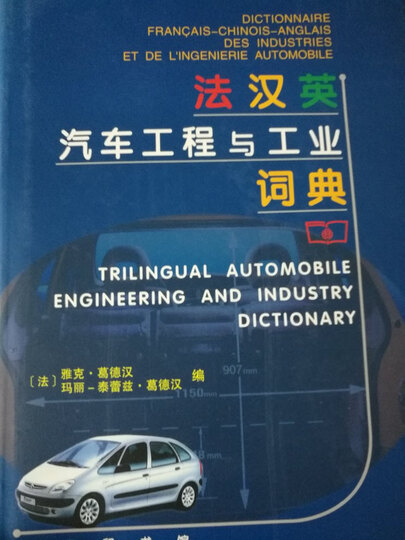 DICTIONNAIRE
FRANÇAIS-CHINOIS-ANGLAIS
DES INDUSTRIES
ET DE L'INGENIERIE AUTOMOBILE
法汉英
汽车工程与工业
词典
TRILINGUAL AUTOMOBILE
ENGINEERING AND INDUSTRY
DICTIONARY
〔法〕雅克·葛德汉
玛丽-泰蕾兹·葛德汉 编
907mm
1150mm